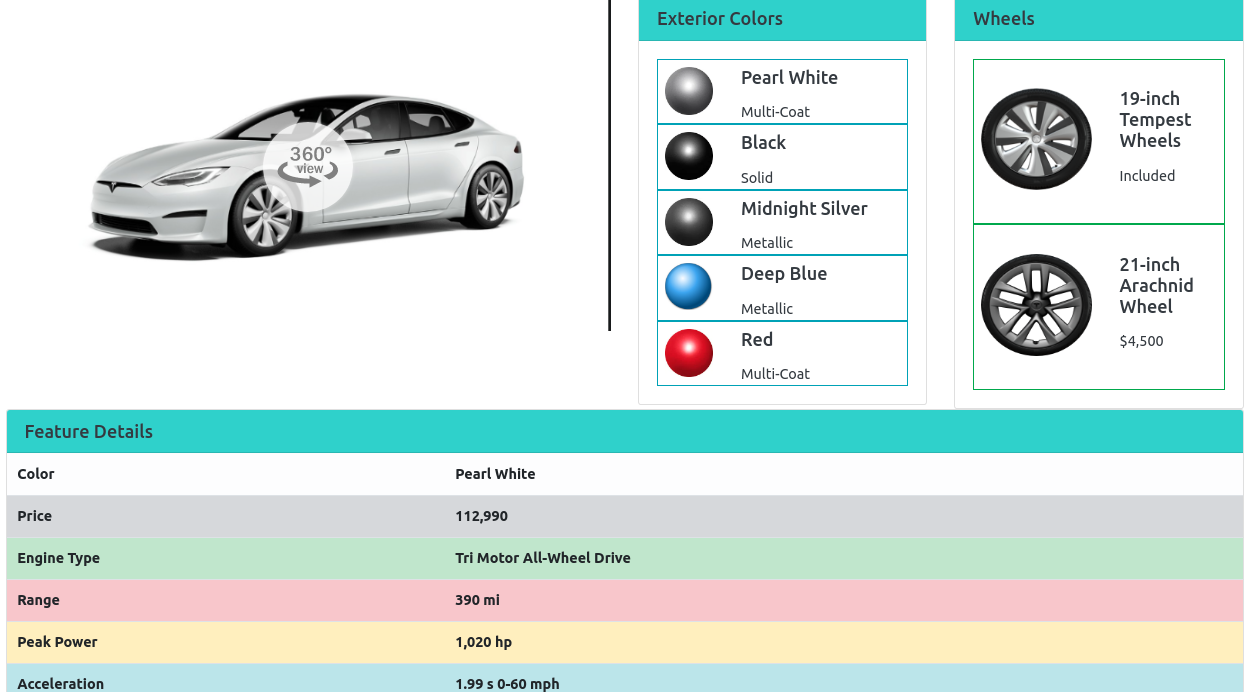 360º
view
Exterior Colors
Pearl White
Multi-Coat
Black
Solid
Midnight Silver
Metallic
Deep Blue
Metallic
Red
Multi-Coat
Wheels
19-inch
Tempest
Wheels
Included
21-inch
Arachnid
Wheel
$4,500
Feature Details
Color Pearl White
Price 112,990
Engine Type Tri Motor All-Wheel Drive
Range 390 mi
Peak Power 1,020 hp
Acceleration 1.99 s 0-60 mph